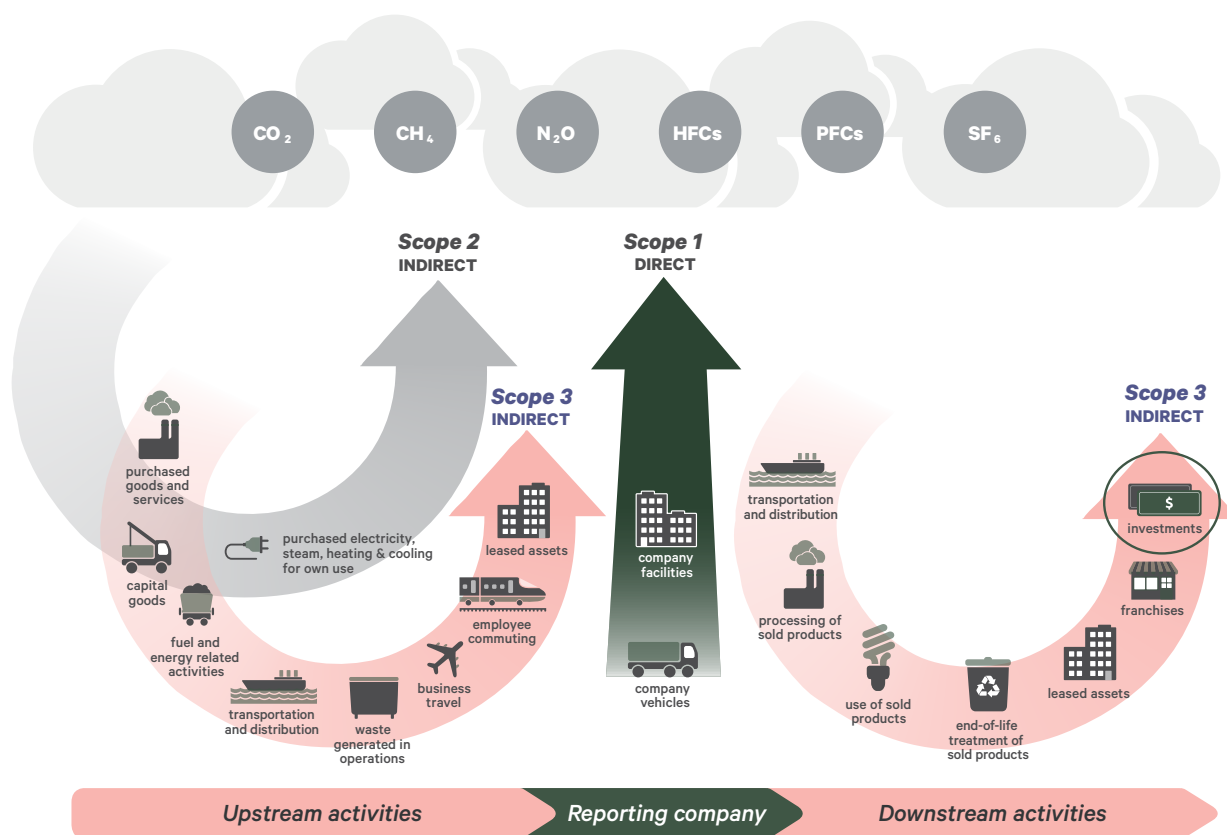 CO₂
CH₄
N₂O
HFCs
PFCs
SF₆
Scope 2
INDIRECT
Scope 1
DIRECT
Scope 3
INDIRECT
Scope 3
INDIRECT
purchased
goods and
services
capital
goods
fuel and
energy related
activities
purchased electricity,
steam, heating & cooling
for own use
transportation
and distribution
waste
generated in
operations
business
travel
employee
commuting
leased assets
company
facilities
company
vehicles
transportation
and distribution
processing of
sold products
use of sold
products
end-of-life
treatment of
sold products
leased assets
franchises
$
investments
Upstream activities
Reporting company
Downstream activities